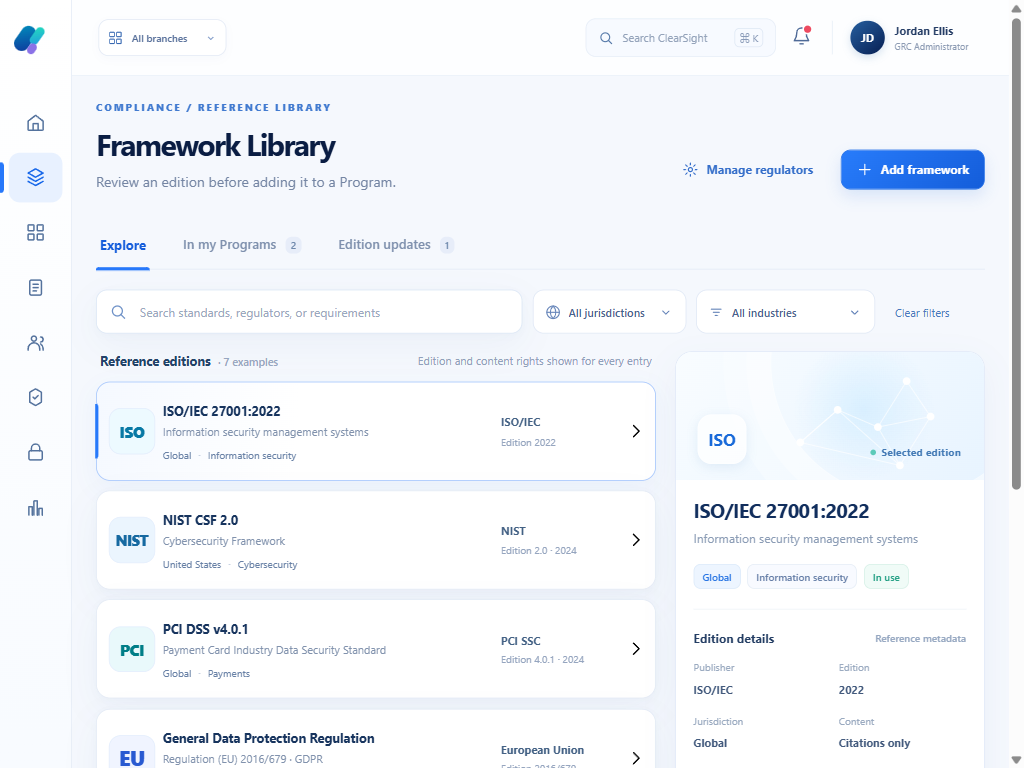 All branches
Search ClearSight
⌘ K
JD
Jordan Ellis
GRC Administrator
COMPLIANCE / REFERENCE LIBRARY
Framework Library
Review an edition before adding it to a Program.
Manage regulators
+ Add framework
Explore
In my Programs 2
Edition updates 1
Search standards, regulators, or requirements
All jurisdictions
All industries
Clear filters
Reference editions · 7 examples
Edition and content rights shown for every entry
ISO
ISO/IEC 27001:2022
Information security management systems
Global · Information security
ISO/IEC
Edition 2022
NIST
NIST CSF 2.0
Cybersecurity Framework
United States · Cybersecurity
NIST
Edition 2.0 · 2024
PCI
PCI DSS v4.0.1
Payment Card Industry Data Security Standard
Global · Payments
PCI SSC
Edition 4.0.1 · 2024
EU
General Data Protection Regulation
Regulation (EU) 2016/679 · GDPR
European Union
Edition 2016/679
ISO
Selected edition
ISO/IEC 27001:2022
Information security management systems
Global
Information security
In use
Edition details
Reference metadata
Publisher
ISO/IEC
Edition
2022
Jurisdiction
Global
Content
Citations only